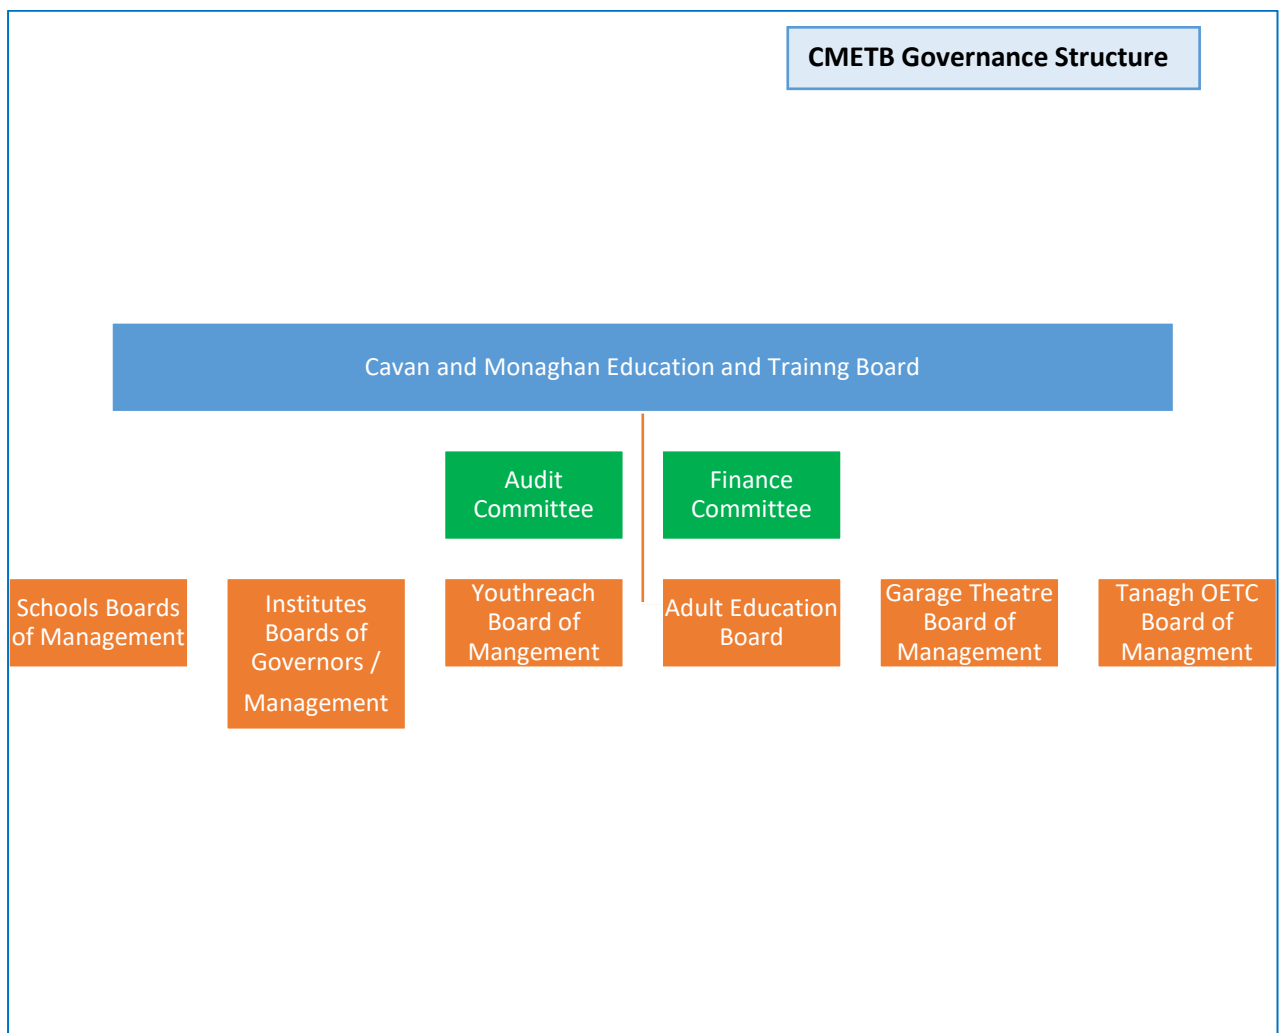 CMETB Governance Structure
Cavan and Monaghan Education and Trainng Board
Audit
Committee
Finance
Committee
Schools Boards
of Management
Institutes
Boards of
Governors /
Management
Youthreach
Board of
Mangement
Adult Education
Board
Garage Theatre
Board of
Management
Tanagh OETC
Board of
Managment